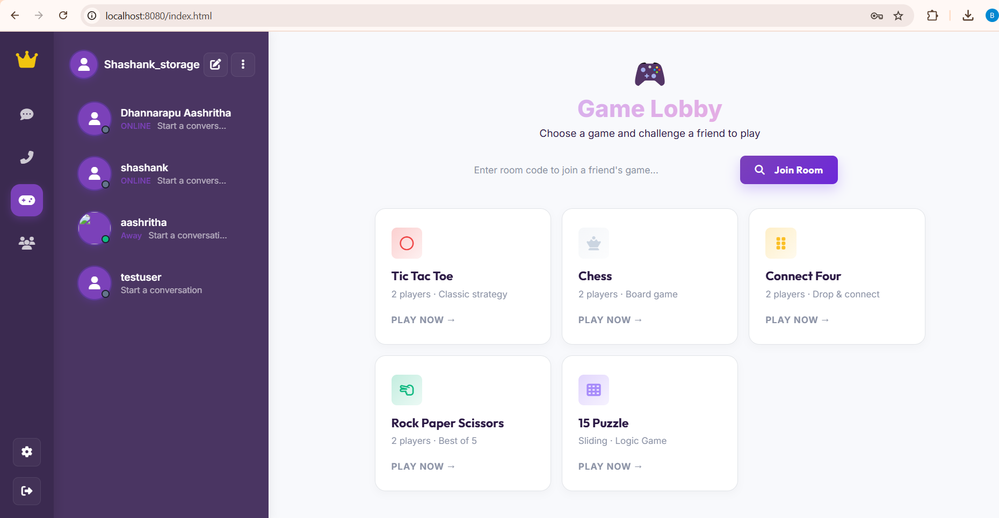 localhost:8080/index.html
B
Shashank_storage
Dhannarapu Aashritha
ONLINE Start a convers...
shashank
ONLINE Start a convers...
aashritha
Away Start a conversati...
testuser
Start a conversation
Game Lobby
Choose a game and challenge a friend to play
Enter room code to join a friend's game...
Join Room
Tic Tac Toe
2 players · Classic strategy
PLAY NOW →
Chess
2 players · Board game
PLAY NOW →
Connect Four
2 players · Drop & connect
PLAY NOW →
Rock Paper Scissors
2 players · Best of 5
PLAY NOW →
15 Puzzle
Sliding · Logic Game
PLAY NOW →